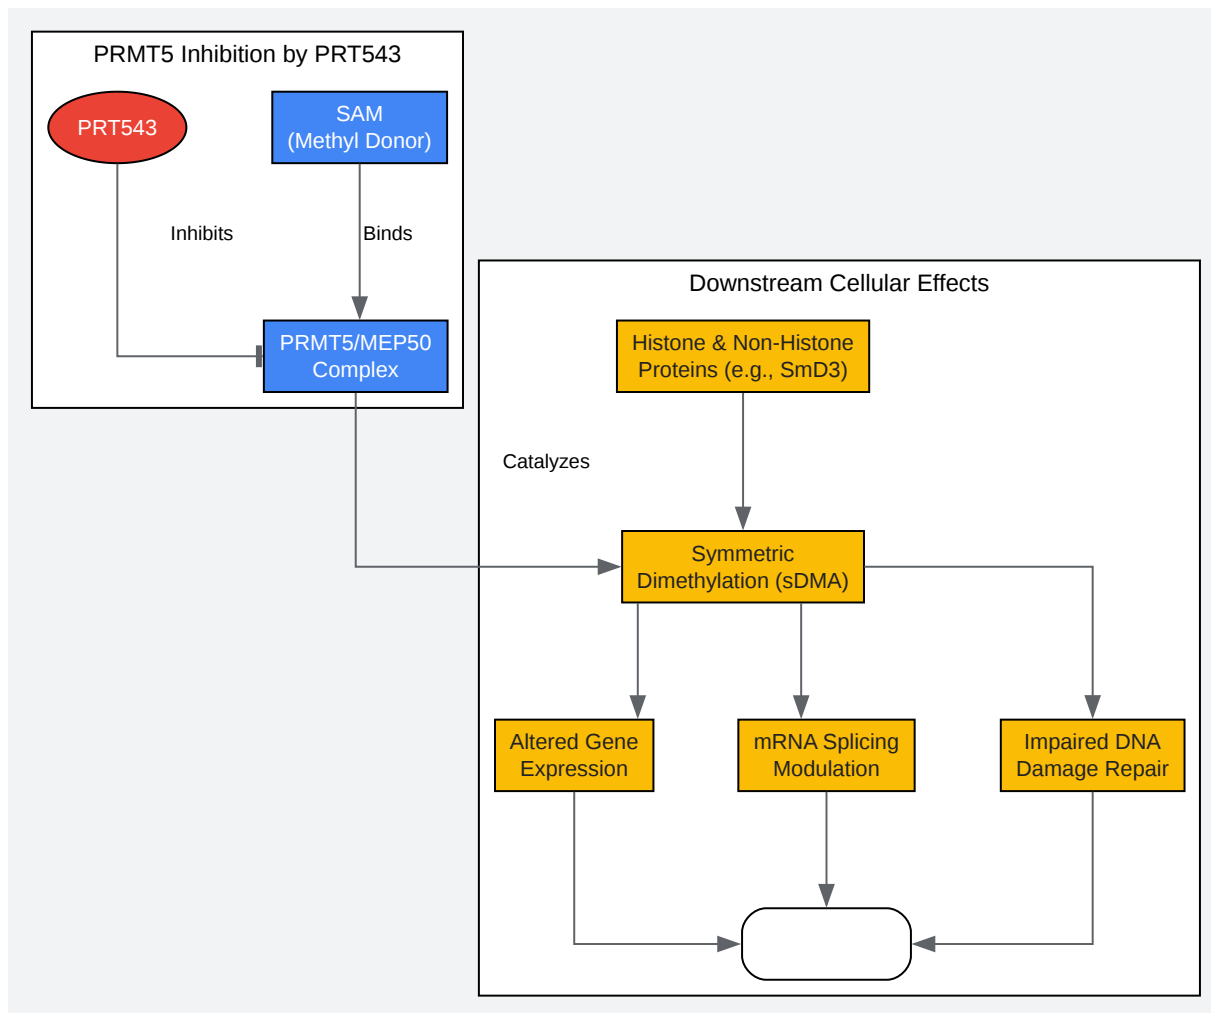 PRMT5 Inhibition by PRT543
PRT543
SAM
(Methyl Donor)
Inhibits
Binds
PRMT5/MEP50
Complex
Downstream Cellular Effects
Histone & Non-Histone
Proteins (e.g., SmD3)
Catalyzes
Symmetric
Dimethylation (sDMA)
Altered Gene
Expression
mRNA Splicing
Modulation
Impaired DNA
Damage Repair